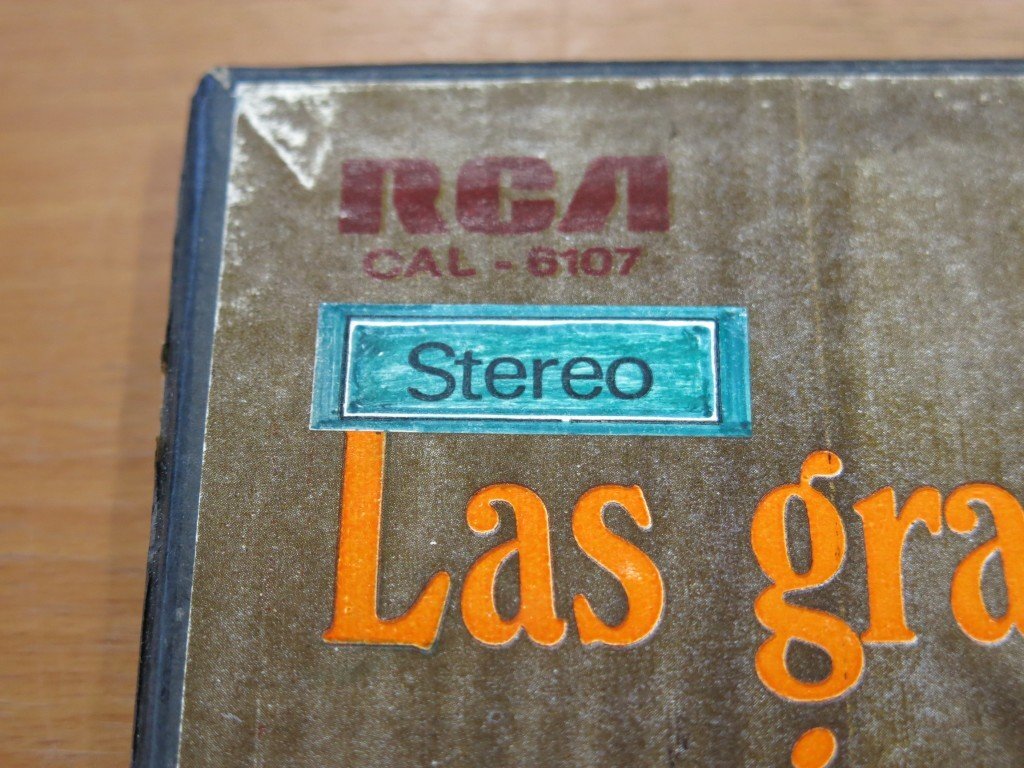 RCA
CAL - 6107
Stereo
Las gra